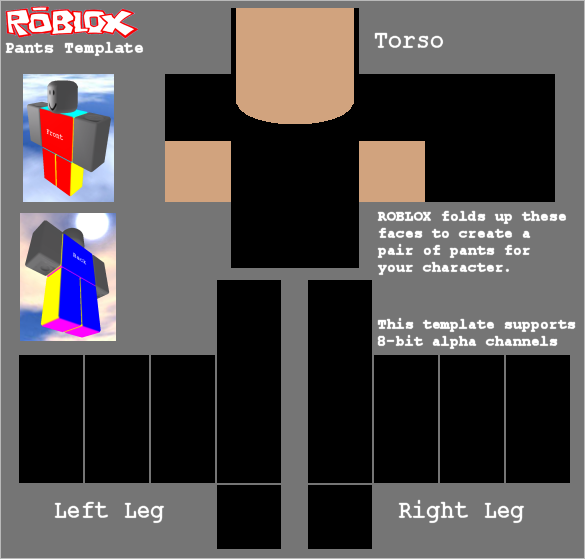 RŌBLOX
Pants Template
Torso
Front
Back
ROBLOX folds up these
faces to create a
pair of pants for
your character.
This template supports
8-bit alpha channels
Left Leg
Right Leg